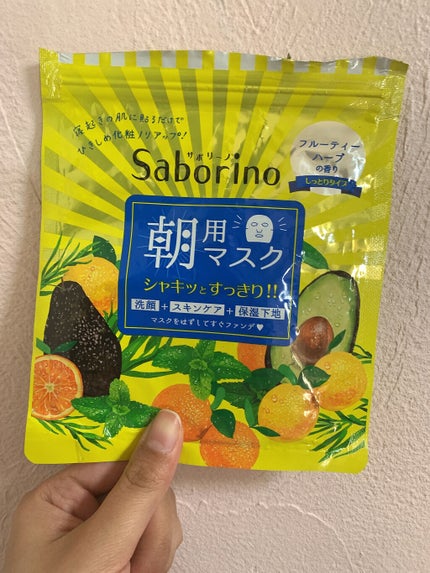 寝起きの肌に貼るだけで
ひきしめ化粧ノリアップ！
サボリーノ
Saborino
フルーティー
ハーブ
の香り
しっとりタイプ
朝用マスク
シャキッとすっきり!!
洗顔+スキンケア+保湿下地
マスクをはずしてすぐファンデ♥